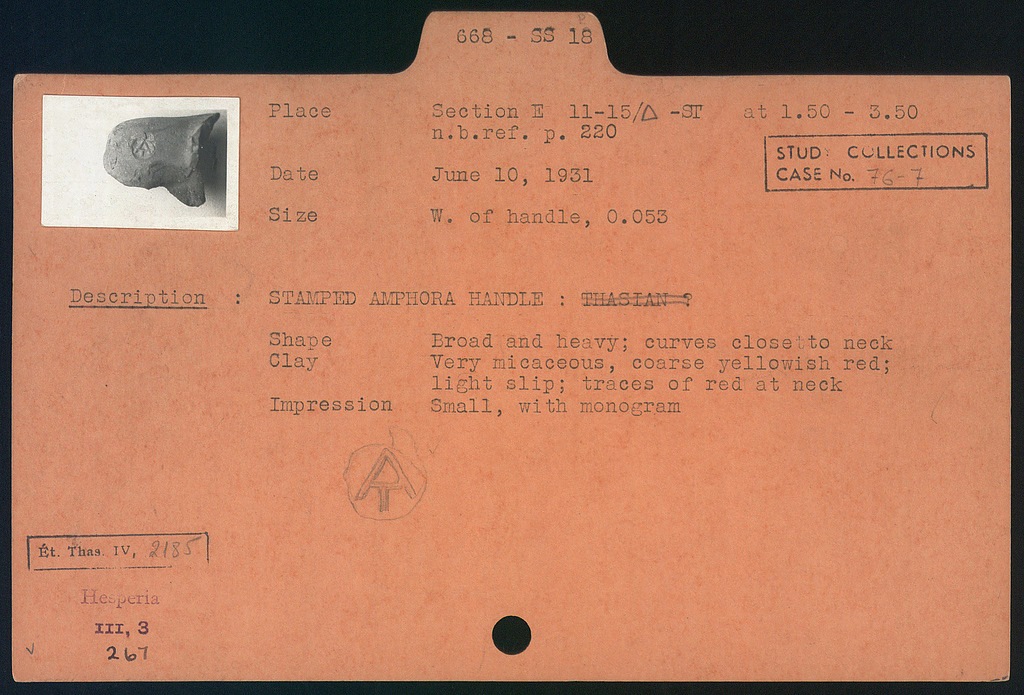 P
668 - SS 18
Place Section E 11-15/Δ -ST at 1.50 - 3.50
n.b.ref. p. 220
STUDY COLLECTIONS
CASE No. 76-7
Date June 10, 1931
Size W. of handle, 0.053
Description : STAMPED AMPHORA HANDLE : THASIAN ?
Shape Broad and heavy; curves close to neck
Clay Very micaceous, coarse yellowish red;
light slip; traces of red at neck
Impression Small, with monogram
Ét. Thas. IV, 2185
Hesperia
III, 3
267